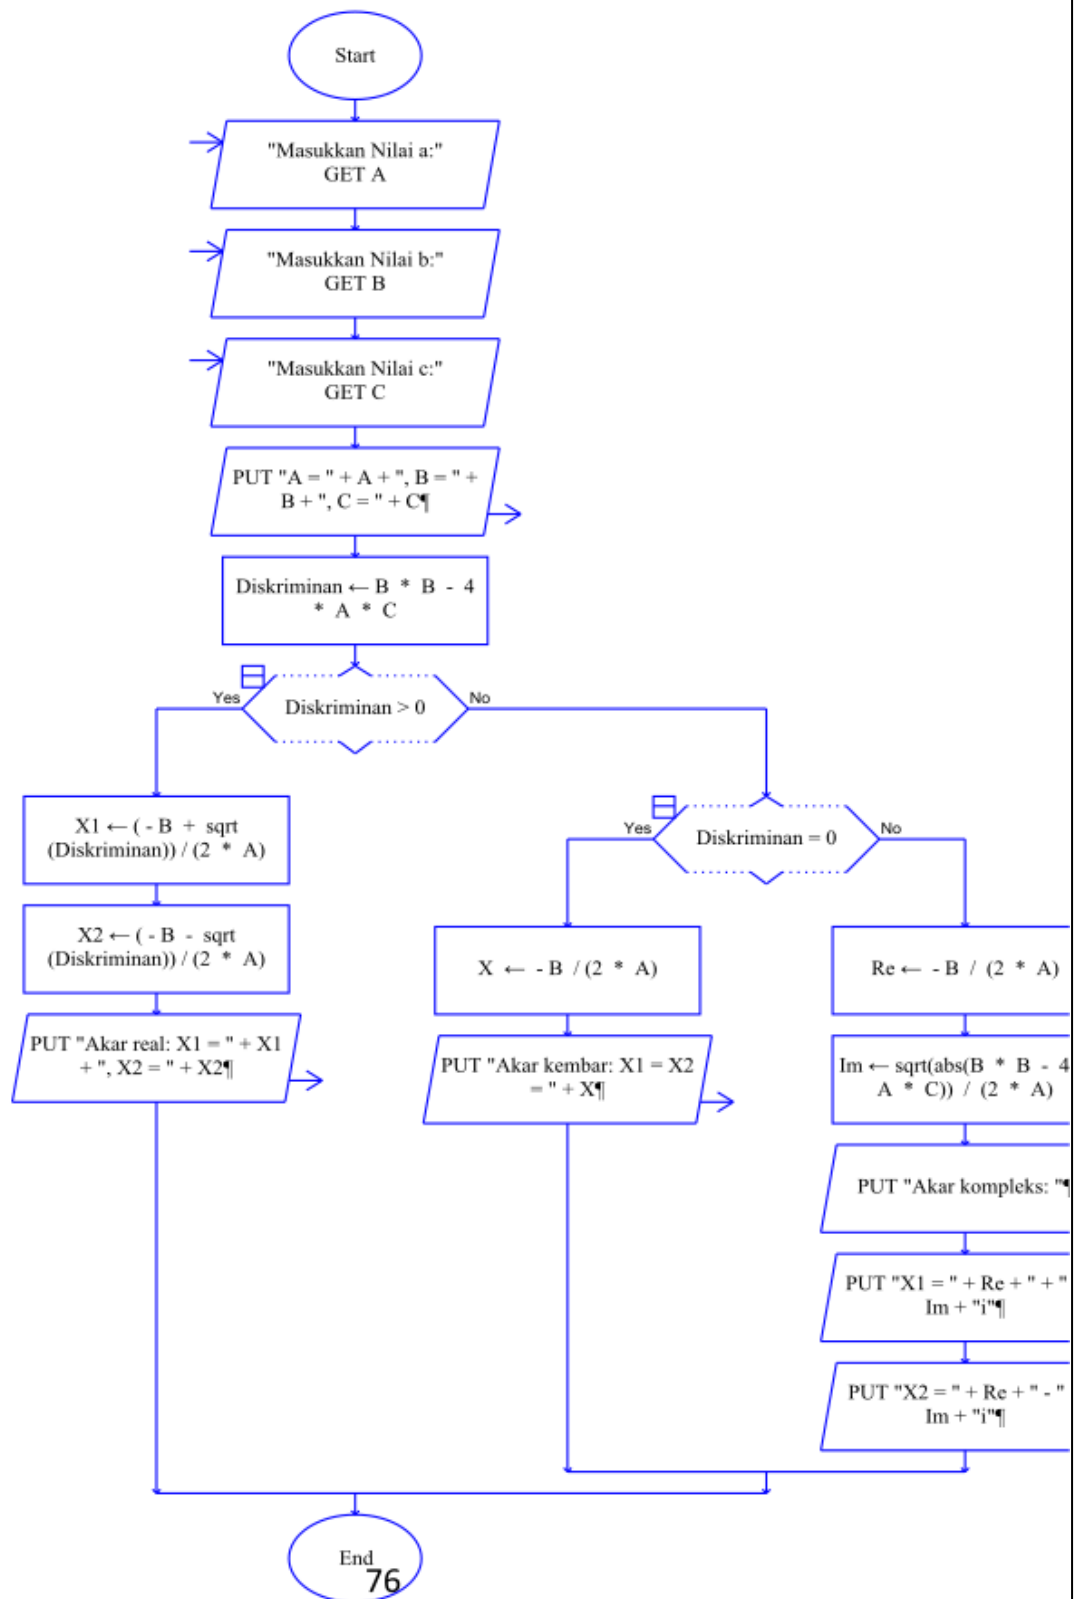 Start
"Masukkan Nilai a:"
GET A
"Masukkan Nilai b:"
GET B
"Masukkan Nilai c:"
GET C
PUT "A = " + A + ", B = " +
B + ", C = " + C¶
Diskriminan ← B * B - 4
* A * C
Yes
Diskriminan > 0
No
X1 ← ( - B + sqrt
(Diskriminan)) / (2 * A)
X2 ← ( - B - sqrt
(Diskriminan)) / (2 * A)
PUT "Akar real: X1 = " + X1
+ ", X2 = " + X2¶
Yes
Diskriminan = 0
No
X ← - B / (2 * A)
PUT "Akar kembar: X1 = X2
= " + X¶
Re ← - B / (2 * A)
Im ← sqrt(abs(B * B - 4
A * C)) / (2 * A)
PUT "Akar kompleks: "¶
PUT "X1 = " + Re + " + "
Im + "i"¶
PUT "X2 = " + Re + " - "
Im + "i"¶
End
76